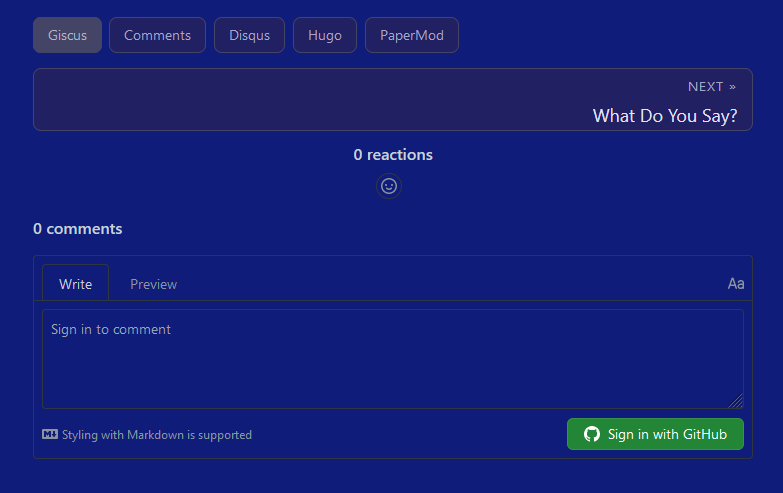 Giscus Comments Disqus Hugo PaperMod
NEXT »
What Do You Say?
0 reactions
0 comments
Write Preview Aa
Sign in to comment
Styling with Markdown is supported
Sign in with GitHub